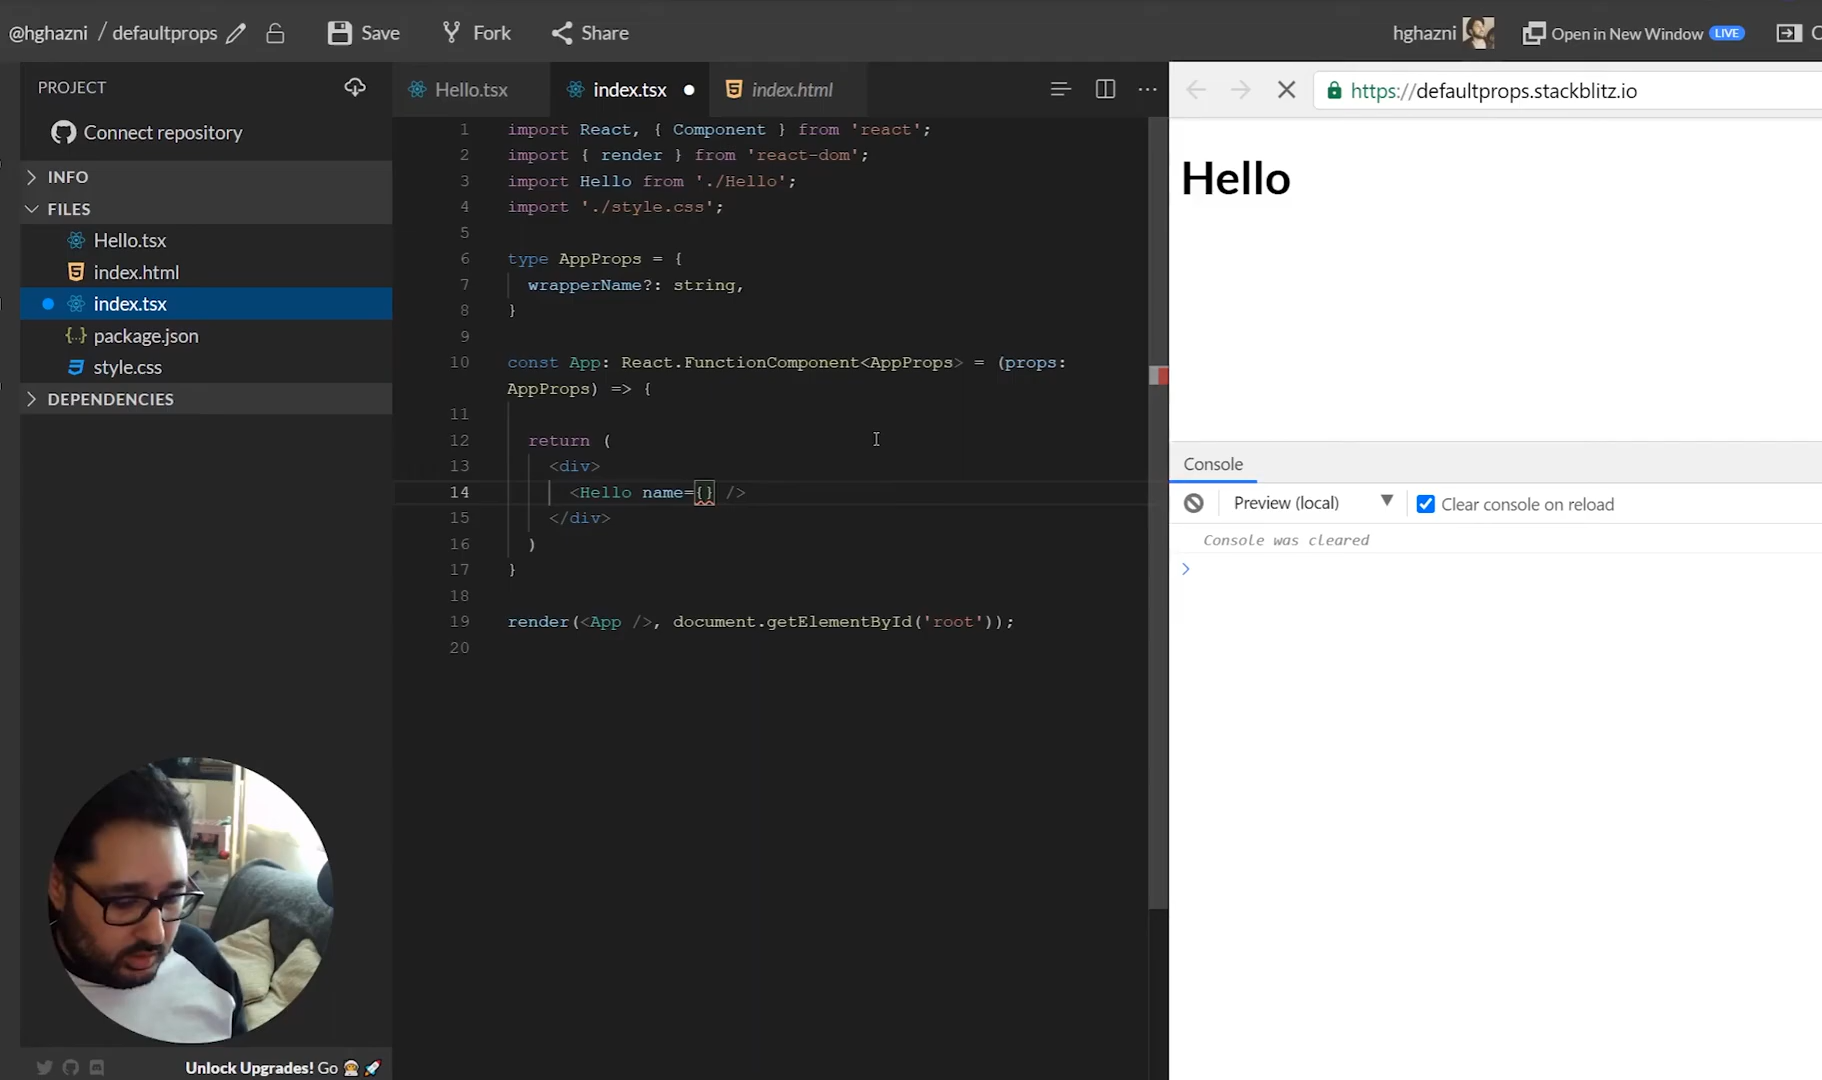 @hghazni / defaultprops Save Fork Share hghazni Open in New Window LIVE
PROJECT
Connect repository
INFO
FILES
Hello.tsx
index.html
index.tsx
package.json
style.css
DEPENDENCIES
Unlock Upgrades! Go
Hello.tsx index.tsx index.html
1 import React, { Component } from 'react';
2 import { render } from 'react-dom';
3 import Hello from './Hello';
4 import './style.css';
5
6 type AppProps = {
7 wrapperName?: string,
8 }
9
10 const App: React.FunctionComponent<AppProps> = (props:
AppProps) => {
11
12 return (
13 <div>
14 <Hello name={} />
15 </div>
16 )
17 }
18
19 render(<App />, document.getElementById('root'));
20
https://defaultprops.stackblitz.io
Hello
Console
Preview (local) Clear console on reload
Console was cleared
>